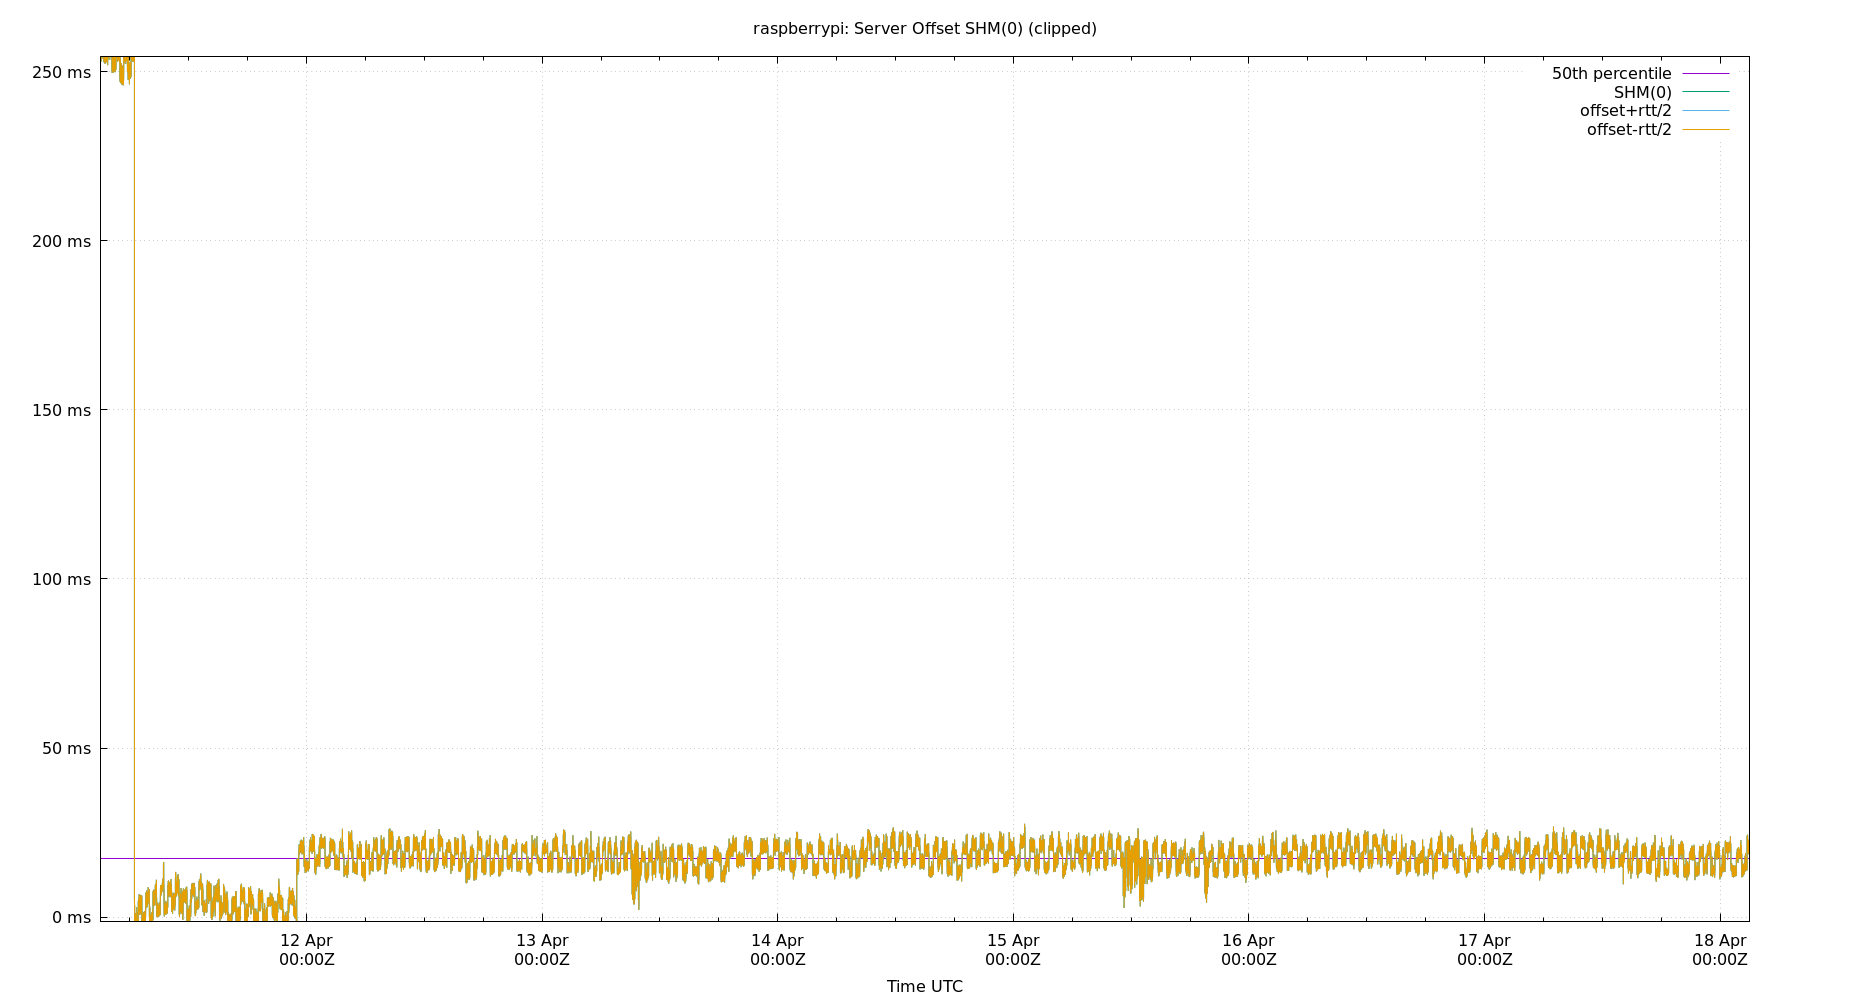 raspberrypi: Server Offset SHM(0) (clipped)
250 ms
200 ms
150 ms
100 ms
50 ms
0 ms
50th percentile
SHM(0)
offset+rtt/2
offset-rtt/2
12 Apr
00:00Z
13 Apr
00:00Z
14 Apr
00:00Z
15 Apr
00:00Z
16 Apr
00:00Z
17 Apr
00:00Z
18 Apr
00:00Z
Time UTC